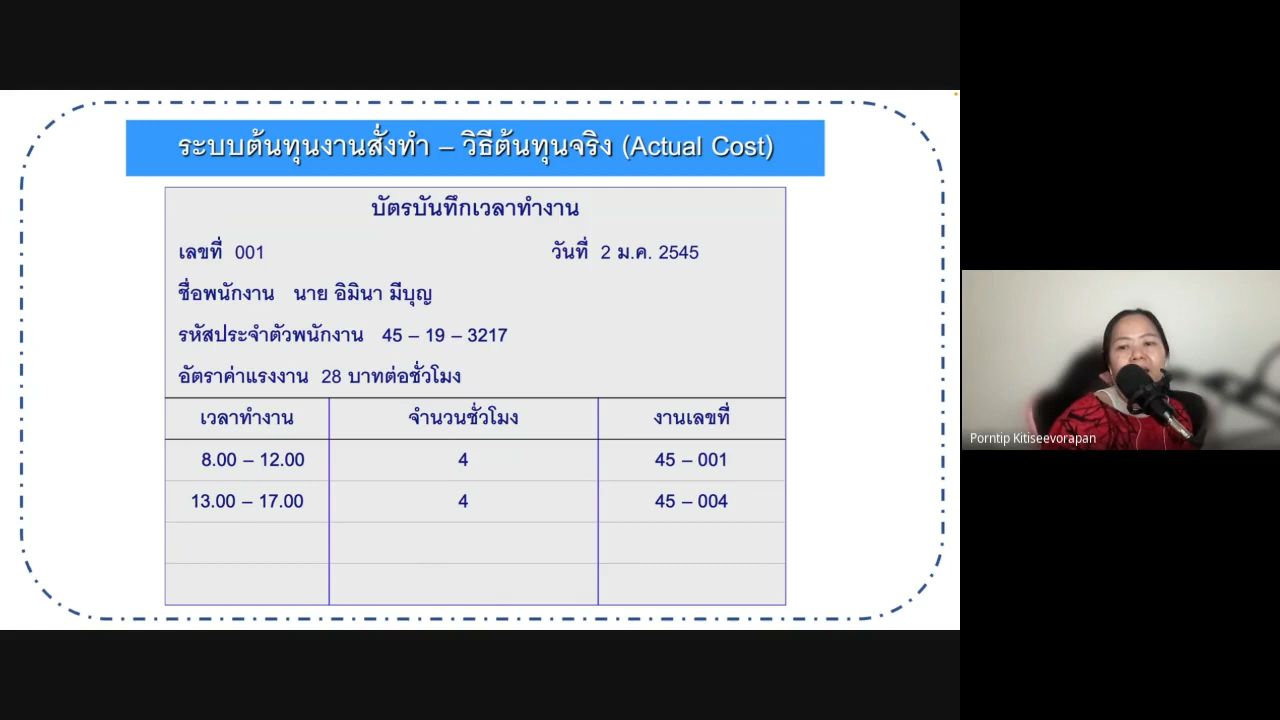 ระบบต้นทุนงานสั่งทำ – วิธีต้นทุนจริง (Actual Cost)
บัตรบันทึกเวลาทำงาน
เลขที่ 001 วันที่ 2 ม.ค. 2545
ชื่อพนักงาน นาย อิมินา มีบุญ
รหัสประจำตัวพนักงาน 45 – 19 – 3217
อัตราค่าแรงงาน 28 บาทต่อชั่วโมง
เวลาทำงาน จำนวนชั่วโมง งานเลขที่
8.00 – 12.00 4 45 – 001
13.00 – 17.00 4 45 – 004
Porntip Kitiseevorapan